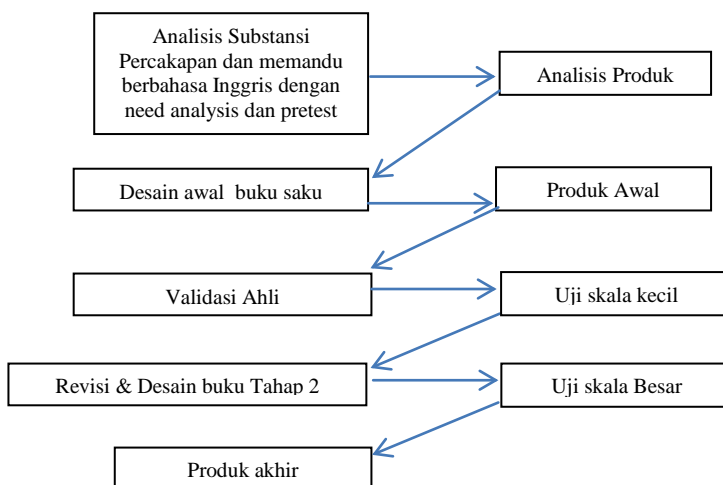 Analisis Substansi
Percakapan dan memandu
berbahasa Inggris dengan
need analysis dan pretest
Analisis Produk
Desain awal buku saku
Produk Awal
Validasi Ahli
Uji skala kecil
Revisi & Desain buku Tahap 2
Uji skala Besar
Produk akhir